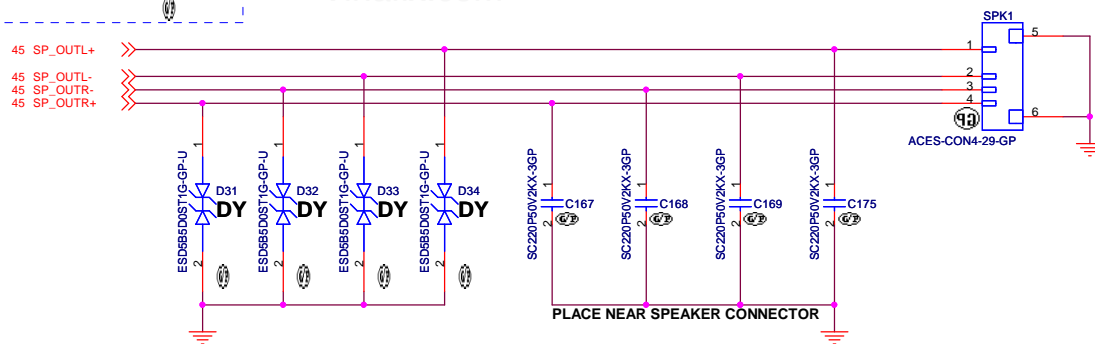 SPK1
45 SP_OUTL+
45 SP_OUTL-
45 SP_OUTR-
45 SP_OUTR+
1
2
3
4
5
6
GP
ACES-CON4-29-GP
ESD5B5D0ST1G-GP-U
1
2
D31
DY
ESD5B5D0ST1G-GP-U
1
2
D32
DY
ESD5B5D0ST1G-GP-U
1
2
D33
DY
ESD5B5D0ST1G-GP-U
1
2
D34
DY
SC220P50V2KX-3GP
1
2
C167
SC220P50V2KX-3GP
1
2
C168
SC220P50V2KX-3GP
1
2
C169
SC220P50V2KX-3GP
1
2
C175
PLACE NEAR SPEAKER CONNECTOR